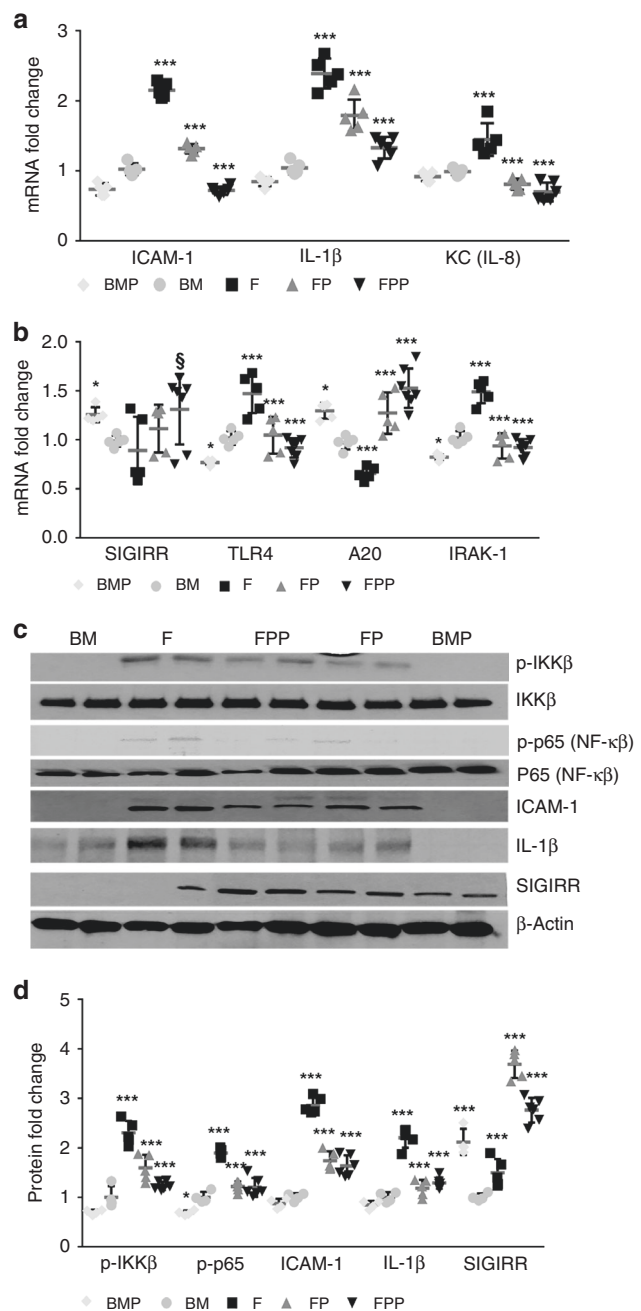 a
3
***
***
***
***
2
***
***
***
***
***
1
0
mRNA fold change
ICAM-1 IL-1β KC (IL-8)
BMP BM F FP FPP
b
2.0
***
***
§
***
***
*
*
1.5
***
***
***
***
1.0
*
***
*
0.5
0.0
mRNA fold change
SIGIRR TLR4 A20 IRAK-1
BMP BM F FP FPP
c
BM F FPP FP BMP
p-IKKβ
IKKβ
p-p65 (NF-κβ)
P65 (NF-κβ)
ICAM-1
IL-1β
SIGIRR
β-Actin
d
5
***
4
***
***
***
3
***
***
***
***
***
***
***
2
***
***
***
***
*
1
0
Protein fold change
p-IKKβ p-p65 ICAM-1 IL-1β SIGIRR
BMP BM F FP FPP